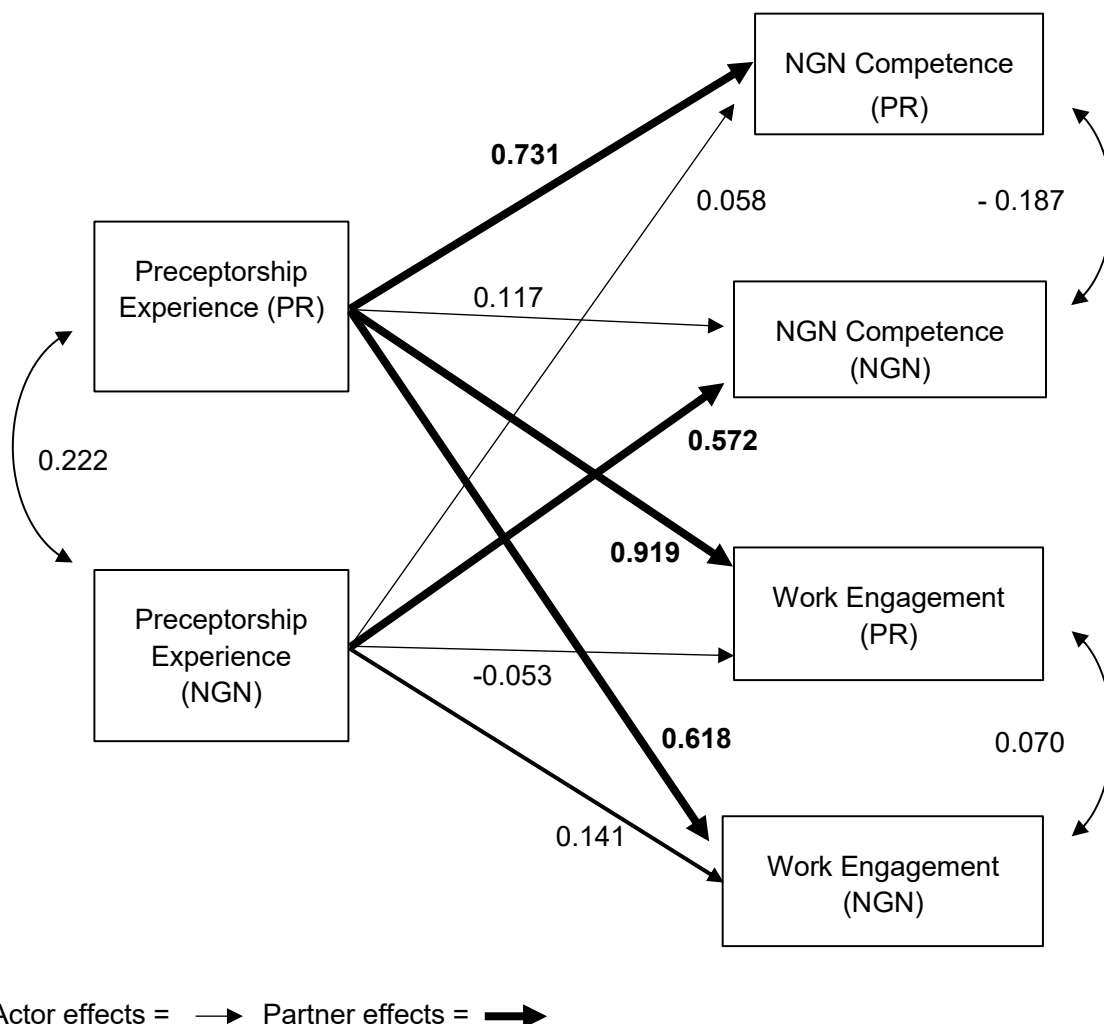 NGN Competence
(PR)
0.731
0.058
- 0.187
Preceptorship
Experience (PR)
0.117
NGN Competence
(NGN)
0.572
0.222
0.919
Work Engagement
(PR)
Preceptorship
Experience
(NGN)
-0.053
0.618
0.070
0.141
Work Engagement
(NGN)
Actor effects = Partner effects =